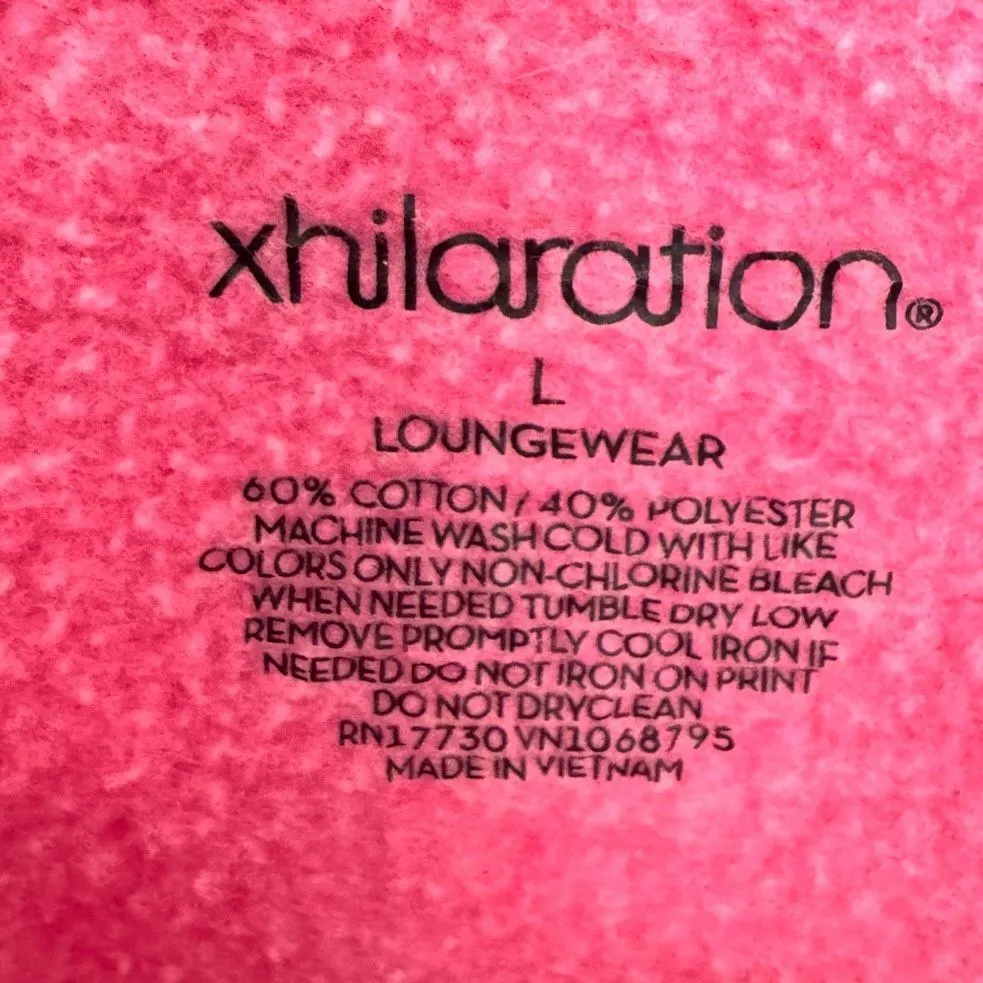 xhilaration®
L
LOUNGEWEAR
60% COTTON / 40% POLYESTER
MACHINE WASH COLD WITH LIKE
COLORS ONLY NON-CHLORINE BLEACH
WHEN NEEDED TUMBLE DRY LOW
REMOVE PROMPTLY COOL IRON IF
NEEDED DO NOT IRON ON PRINT
DO NOT DRYCLEAN
RN17730 VN1068795
MADE IN VIETNAM